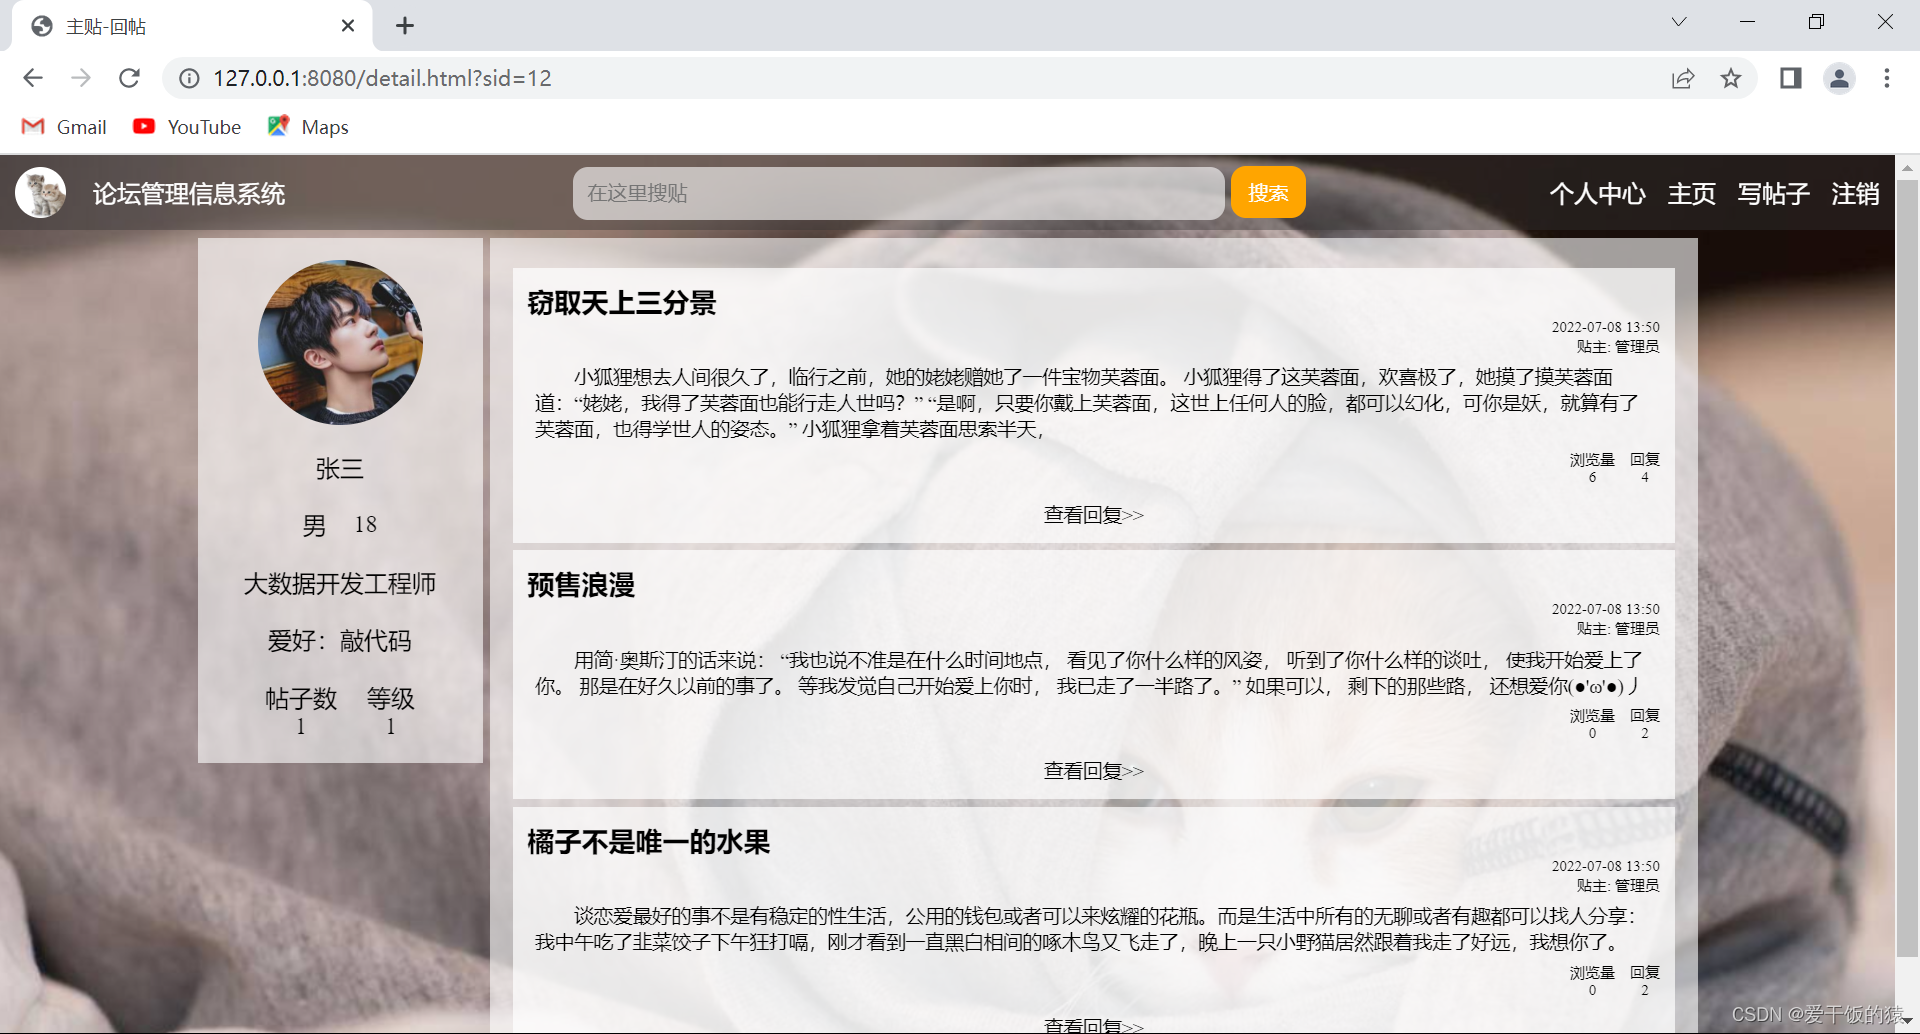 主贴-回帖
127.0.0.1:8080/detail.html?sid=12
Gmail YouTube Maps
论坛管理信息系统
在这里搜贴
搜索
个人中心 主页 写帖子 注销
张三
男 18
大数据开发工程师
爱好：敲代码
帖子数 等级
1 1
窃取天上三分景
2022-07-08 13:50
贴主: 管理员
小狐狸想去人间很久了，临行之前，她的姥姥赠她了一件宝物芙蓉面。 小狐狸得了这芙蓉面，欢喜极了，她摸了摸芙蓉面
道：“姥姥，我得了芙蓉面也能行走人世吗？” “是啊，只要你戴上芙蓉面，这世上任何人的脸，都可以幻化，可你是妖，就算有了
芙蓉面，也得学世人的姿态。” 小狐狸拿着芙蓉面思索半天，
浏览量 回复
6 4
查看回复>>
预售浪漫
2022-07-08 13:50
贴主: 管理员
用简·奥斯汀的话来说： “我也说不准是在什么时间地点， 看见了你什么样的风姿， 听到了你什么样的谈吐， 使我开始爱上了
你。 那是在好久以前的事了。 等我发觉自己开始爱上你时， 我已走了一半路了。” 如果可以， 剩下的那些路， 还想爱你(●'ω'●)丿
浏览量 回复
0 2
查看回复>>
橘子不是唯一的水果
2022-07-08 13:50
贴主: 管理员
谈恋爱最好的事不是有稳定的性生活，公用的钱包或者可以来炫耀的花瓶。而是生活中所有的无聊或者有趣都可以找人分享：
我中午吃了韭菜饺子下午狂打嗝，刚才看到一直黑白相间的啄木鸟又飞走了，晚上一只小野猫居然跟着我走了好远，我想你了。
浏览量 回复
0 2
查看回复>>
CSDN @爱干饭的猿